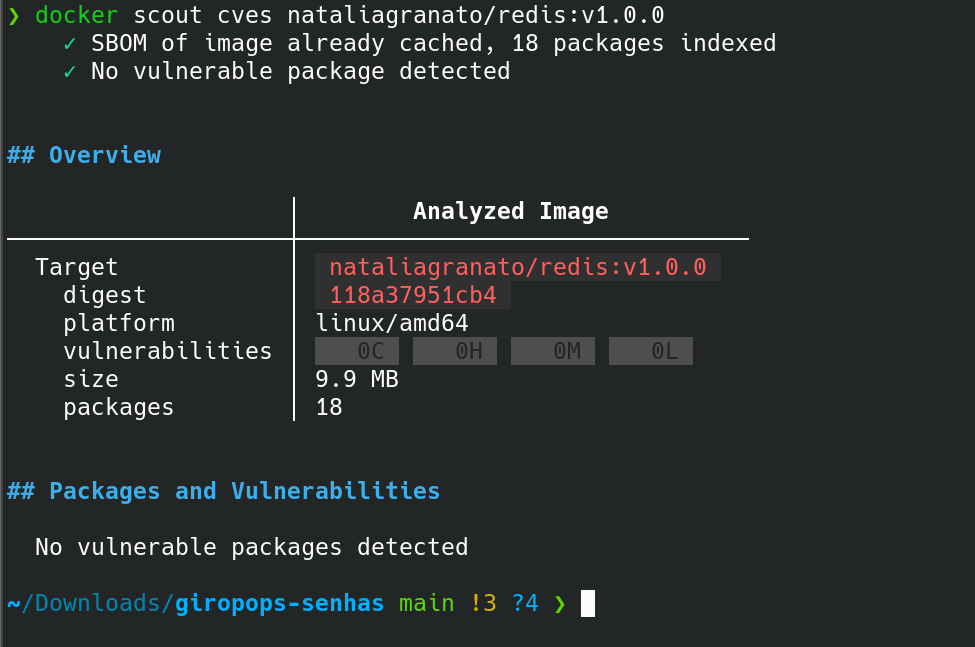 ❯ docker scout cves nataliagranato/redis:v1.0.0
✓ SBOM of image already cached, 18 packages indexed
✓ No vulnerable package detected
## Overview
Analyzed Image
Target nataliagranato/redis:v1.0.0
digest 118a37951cb4
platform linux/amd64
vulnerabilities 0C 0H 0M 0L
size 9.9 MB
packages 18
## Packages and Vulnerabilities
No vulnerable packages detected
~/Downloads/giropops-senhas main !3 ?4 ❯